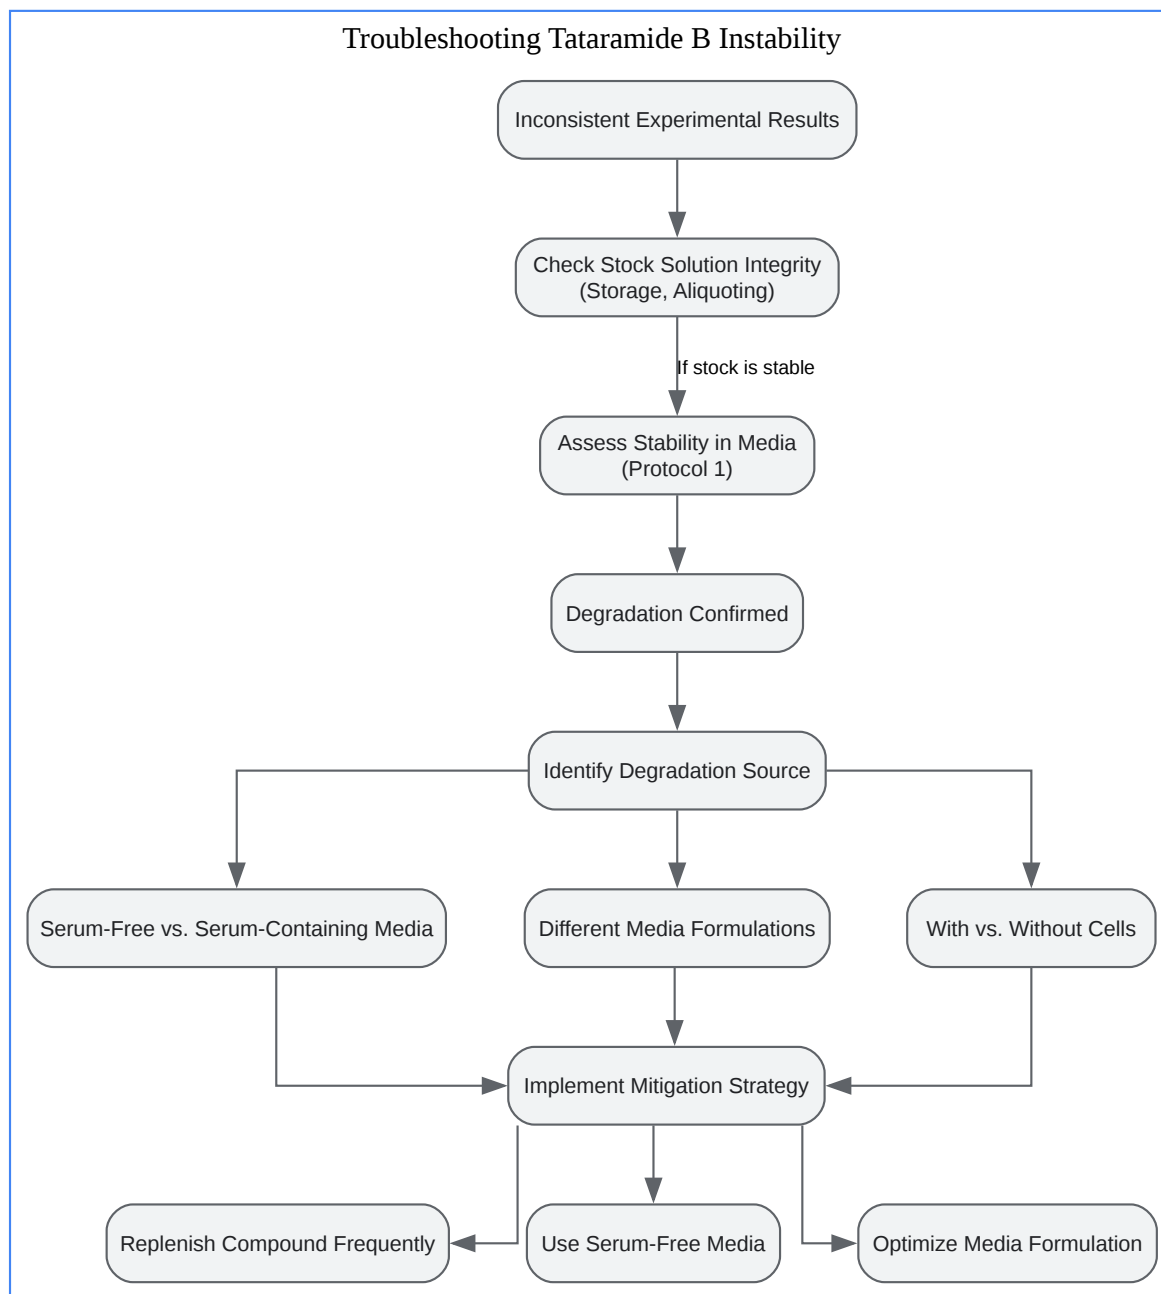 Troubleshooting Tataramide B Instability
Inconsistent Experimental Results
Check Stock Solution Integrity
(Storage, Aliquoting)
If stock is stable
Assess Stability in Media
(Protocol 1)
Degradation Confirmed
Identify Degradation Source
Serum-Free vs. Serum-Containing Media
Different Media Formulations
With vs. Without Cells
Implement Mitigation Strategy
Replenish Compound Frequently
Use Serum-Free Media
Optimize Media Formulation